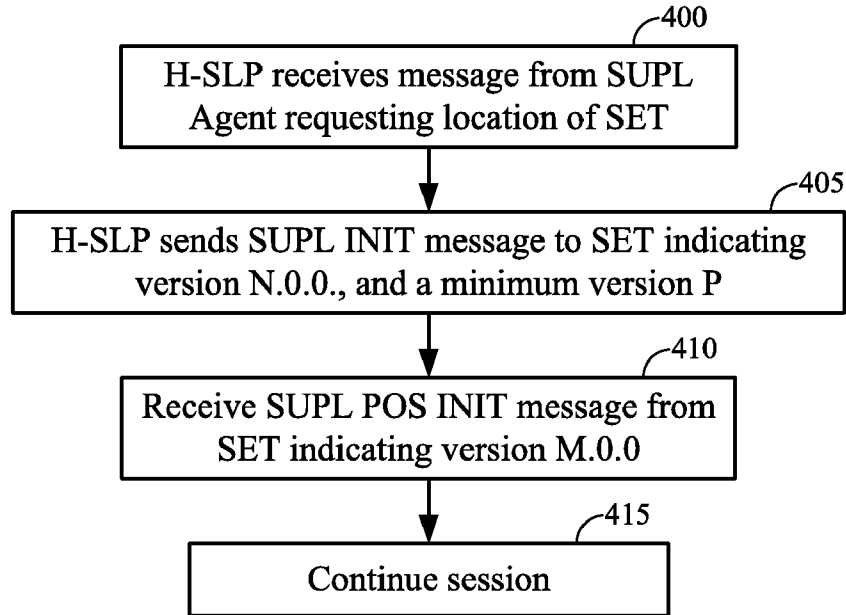 400
H-SLP receives message from SUPL
Agent requesting location of SET
405
H-SLP sends SUPL INIT message to SET indicating
version N.0.0., and a minimum version P
410
Receive SUPL POS INIT message from
SET indicating version M.0.0
415
Continue session